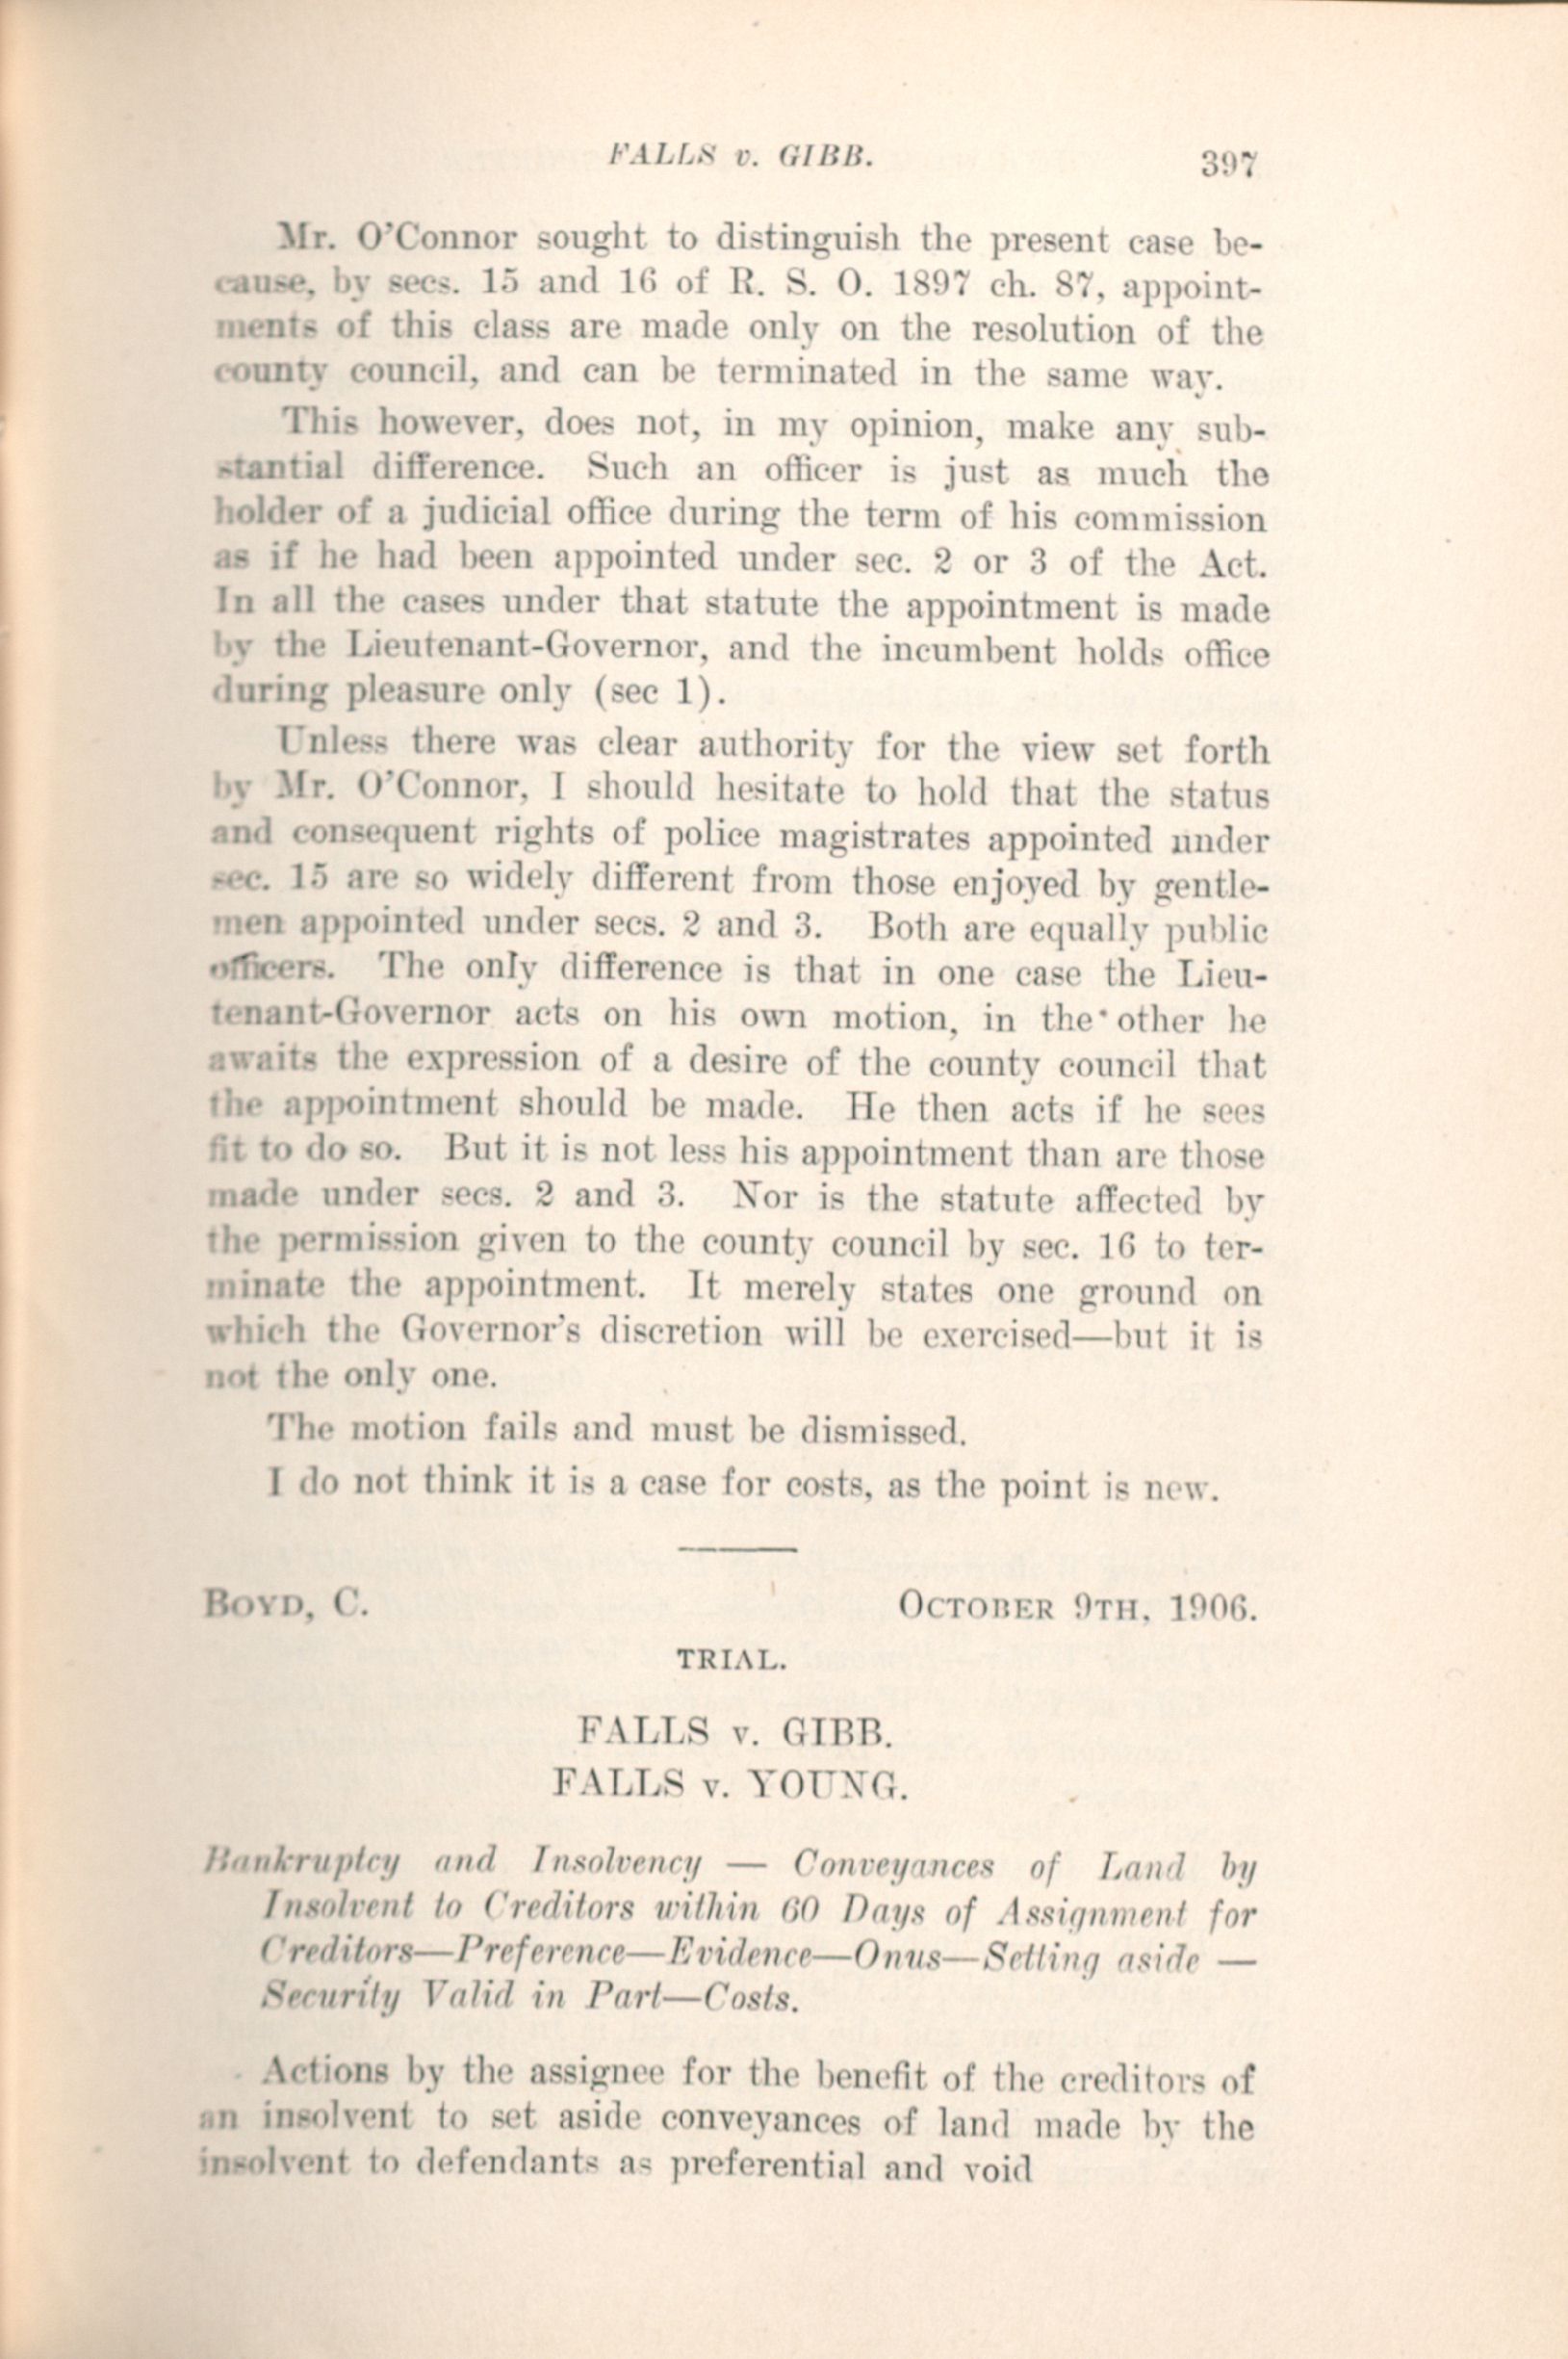 FALLS v. GIBB. 397
Mr. O'Connor sought to distinguish the present case be-
cause, by secs. 15 and 16 of R. S. O. 1897 ch. 87, appoint-
ments of this class are made only on the resolution of the
county council, and can be terminated in the same way.
This however, does not, in my opinion, make any sub-
stantial difference. Such an officer is just as much the
holder of a judicial office during the term of his commission
as if he had been appointed under sec. 2 or 3 of the Act.
In all the cases under that statute the appointment is made
by the Lieutenant-Governor, and the incumbent holds office
during pleasure only (sec 1).
Unless there was clear authority for the view set forth
by Mr. O'Connor, I should hesitate to hold that the status
and consequent rights of police magistrates appointed under
sec. 15 are so widely different from those enjoyed by gentle-
men appointed under secs. 2 and 3. Both are equally public
officers. The only difference is that in one case the Lieu-
tenant-Governor acts on his own motion, in the other he
awaits the expression of a desire of the county council that
the appointment should be made. He then acts if he sees
fit to do so. But it is not less his appointment than are those
made under secs. 2 and 3. Nor is the statute affected by
the permission given to the county council by sec. 16 to ter-
minate the appointment. It merely states one ground on
which the Governor's discretion will be exercised—but it is
not the only one.
The motion fails and must be dismissed.
I do not think it is a case for costs, as the point is new.
BOYD, C. OCTOBER 9TH, 1906.
TRIAL.
FALLS v. GIBB.
FALLS v. YOUNG.
Bankruptcy and Insolvency — Conveyances of Land by
Insolvent to Creditors within 60 Days of Assignment for
Creditors—Preference—Evidence—Onus—Setting aside —
Security Valid in Part—Costs.
Actions by the assignee for the benefit of the creditors of
an insolvent to set aside conveyances of land made by the
insolvent to defendants as preferential and void